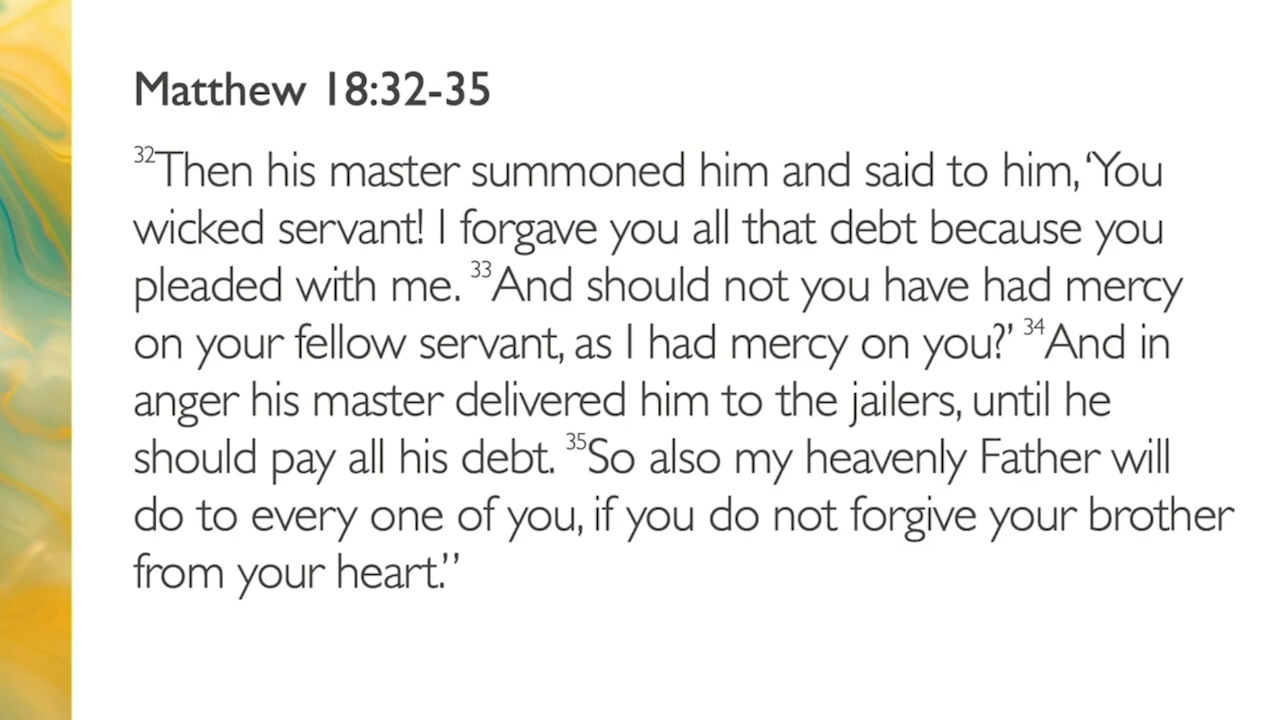 Matthew 18:32-35
32Then his master summoned him and said to him, ‘You
wicked servant! I forgave you all that debt because you
pleaded with me. 33And should not you have had mercy
on your fellow servant, as I had mercy on you?’ 34And in
anger his master delivered him to the jailers, until he
should pay all his debt. 35So also my heavenly Father will
do to every one of you, if you do not forgive your brother
from your heart.”